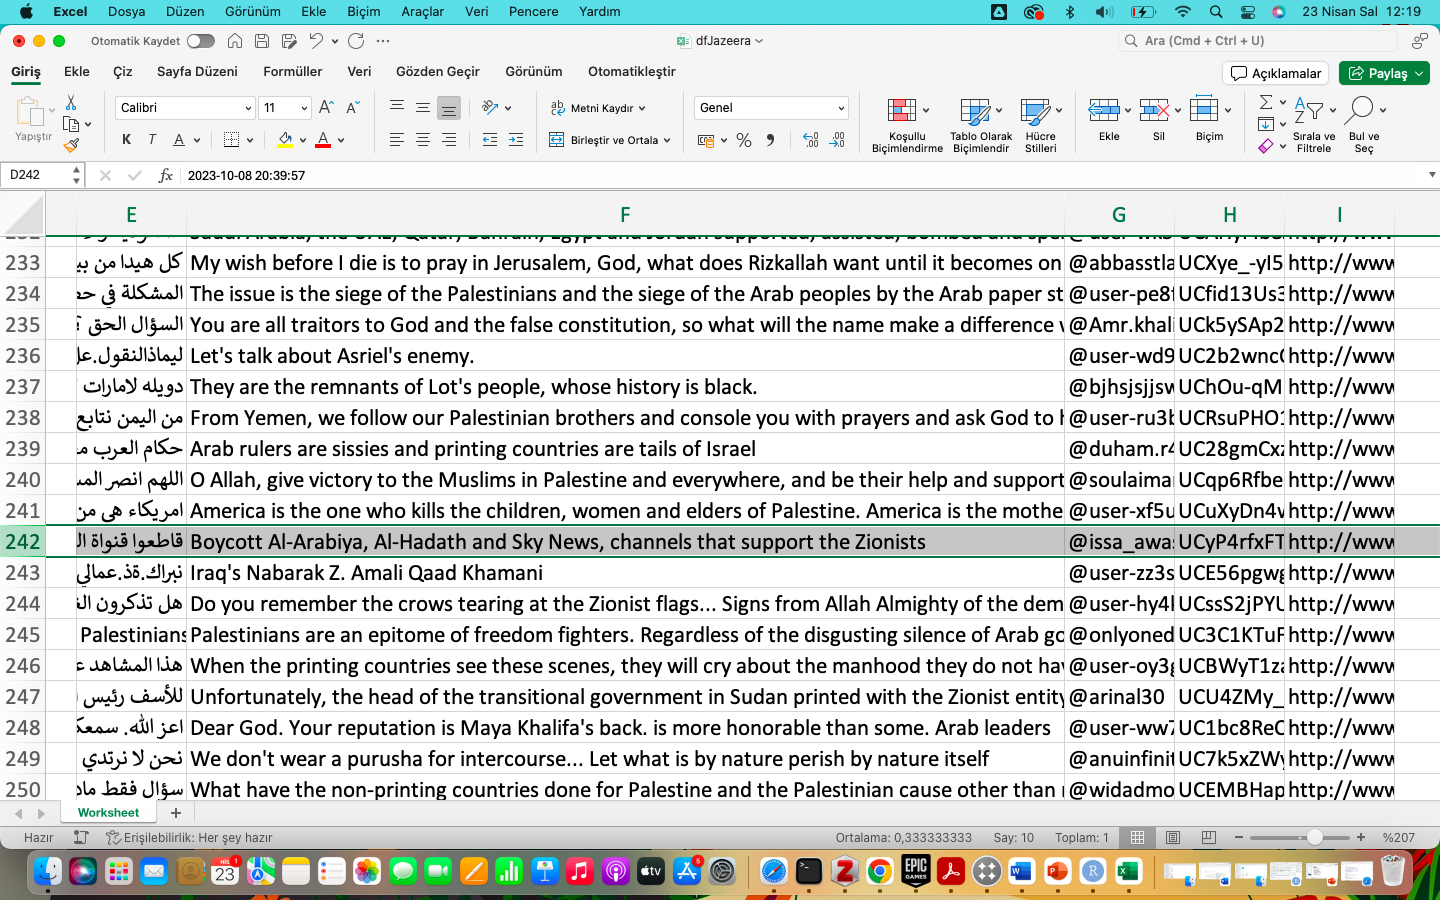 Excel Dosya Düzen Görünüm Ekle Biçim Araçlar Veri Pencere Yardım 23 Nisan Sal 12:19
Otomatik Kaydet dfJazeera Ara (Cmd + Ctrl + U)
Giriş Ekle Çiz Sayfa Düzeni Formüller Veri Gözden Geçir Görünüm Otomatikleştir Açıklamalar Paylaş
Yapıştır Calibri 11 Metni Kaydır Genel
K T A Birleştir ve Ortala
Koşullu Biçimlendirme Tablo Olarak Biçimlendir Hücre Stilleri Ekle Sil Biçim Sırala ve Filtrele Bul ve Seç
D242 fx 2023-10-08 20:39:57
E F G H I
233 كل هيدا من بي My wish before I die is to pray in Jerusalem, God, what does Rizkallah want until it becomes on @abbasstla UCXye_-yI5 http://www
234 المشكلة في حص The issue is the siege of the Palestinians and the siege of the Arab peoples by the Arab paper st @user-pe8 UCfid13Us3 http://www
235 السؤال الحق ؟ You are all traitors to God and the false constitution, so what will the name make a difference @Amr.khali UCk5ySAp2 http://www
236 ليماذالنقول.عل Let's talk about Asriel's enemy. @user-wd9 UC2b2wnc http://www
237 دويله لامارات They are the remnants of Lot's people, whose history is black. @bjhsjsjjsw UChOu-qM http://www
238 من اليمن نتابع From Yemen, we follow our Palestinian brothers and console you with prayers and ask God to @user-ru3b UCRsuPHO1 http://www
239 حكام العرب م Arab rulers are sissies and printing countries are tails of Israel @duham.r4 UC28gmCxz http://www
240 اللهم انصر المس O Allah, give victory to the Muslims in Palestine and everywhere, and be their help and support @soulaima UCqp6Rfbe http://www
241 امريكاء هي من America is the one who kills the children, women and elders of Palestine. America is the mothe @user-xf5u UCuXyDn4 http://www
242 قاطعوا قنواة ال Boycott Al-Arabiya, Al-Hadath and Sky News, channels that support the Zionists @issa_awa UCyP4rfxFT http://www
243 نبراك.ةذ.عمالي Iraq's Nabarak Z. Amali Qaad Khamani @user-zz3s UCE56pgw http://www
244 هل تذكرون الغ Do you remember the crows tearing at the Zionist flags... Signs from Allah Almighty of the dem @user-hy4 UCssS2jPYU http://www
245 Palestinians Palestinians are an epitome of freedom fighters. Regardless of the disgusting silence of Arab go @onlyoned UC3C1KTuF http://www
246 هذا المشاهد ع When the printing countries see these scenes, they will cry about the manhood they do not hav @user-oy3g UCBWyT1z http://www
247 للأسف رئيس ا Unfortunately, the head of the transitional government in Sudan printed with the Zionist entity @arinal30 UCU4ZMy_ http://www
248 اعز الله. سمعك Dear God. Your reputation is Maya Khalifa's back. is more honorable than some. Arab leaders @user-ww7 UC1bc8ReC http://www
249 نحن لا نرتدي We don't wear a purusha for intercourse... Let what is by nature perish by nature itself @anuinfinit UC7k5xZWy http://www
250 سؤال فقط ماذ What have the non-printing countries done for Palestine and the Palestinian cause other than @widadmo UCEMBHap http://www
Worksheet
Hazır Erişilebilirlik: Her şey hazır Ortalama: 0,333333333 Say: 10 Toplam: 1 %207